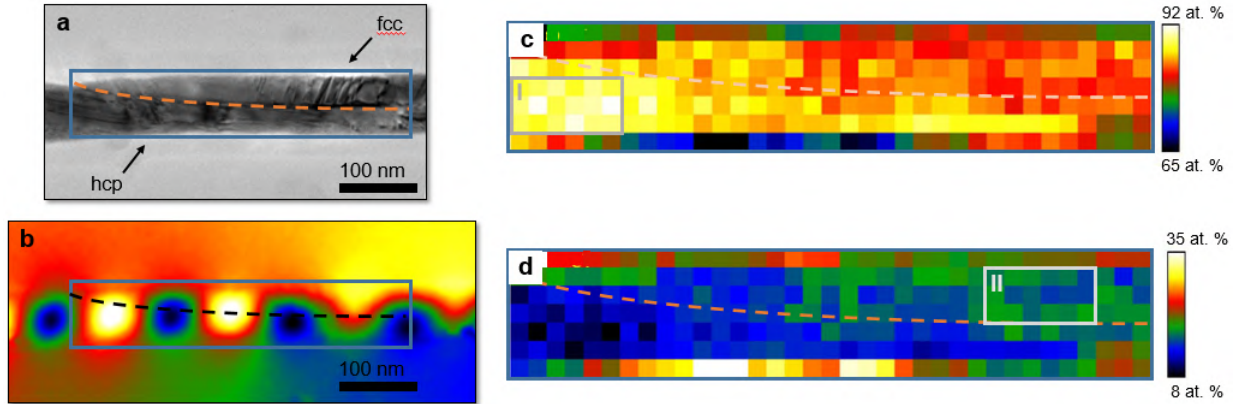 a
fcc
hcp
100 nm
b
100 nm
c
I
92 at. %
65 at. %
d
II
35 at. %
8 at. %